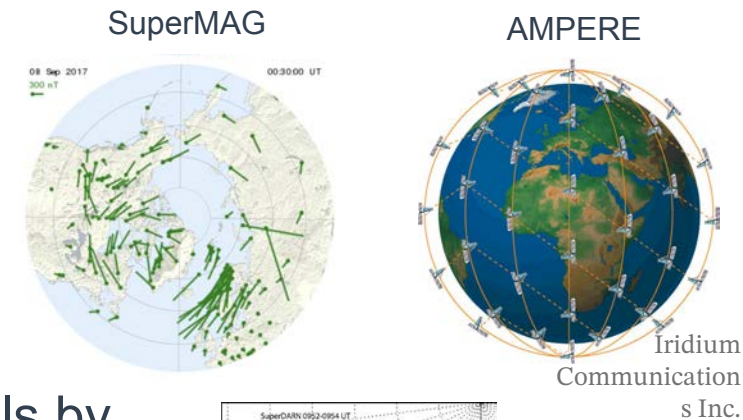 SuperMAG
AMPERE
08 Sep 2017
00:30:00 UT
300 nT
Iridium
Communication
s Inc.
ls by
SuperDARN 0952-0954 UT